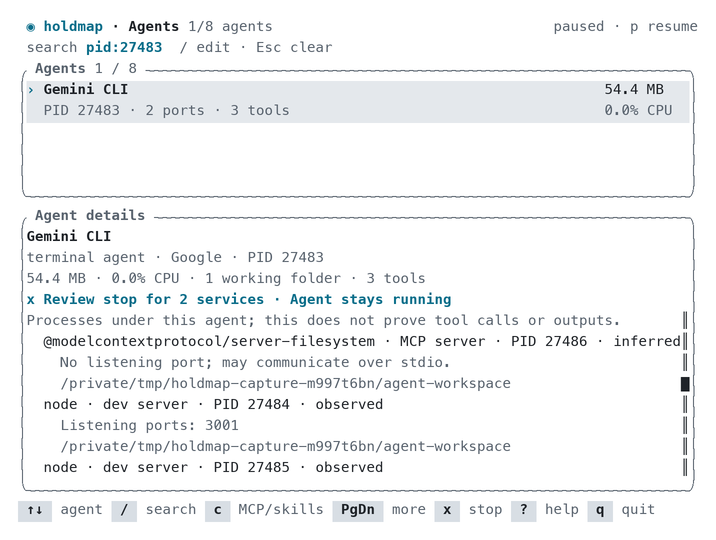 ◉ holdmap · Agents 1/8 agents paused · p resume
search pid:27483 / edit · Esc clear
Agents 1 / 8
› Gemini CLI 54.4 MB
PID 27483 · 2 ports · 3 tools 0.0% CPU
Agent details
Gemini CLI
terminal agent · Google · PID 27483
54.4 MB · 0.0% CPU · 1 working folder · 3 tools
x Review stop for 2 services · Agent stays running
Processes under this agent; this does not prove tool calls or outputs.
@modelcontextprotocol/server-filesystem · MCP server · PID 27486 · inferred
No listening port; may communicate over stdio.
/private/tmp/holdmap-capture-m997t6bn/agent-workspace
node · dev server · PID 27484 · observed
Listening ports: 3001
/private/tmp/holdmap-capture-m997t6bn/agent-workspace
node · dev server · PID 27485 · observed
↑↓ agent / search c MCP/skills PgDn more x stop ? help q quit